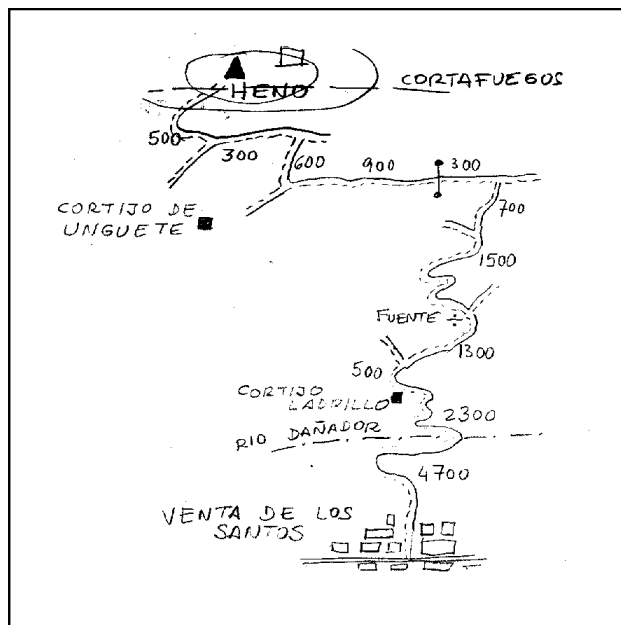 CORTAFUEGOS
HENO
500
300
600
900
300
700
CORTIJO DE
UNGUETE
1500
FUENTE
1300
500
CORTIJO
LADRILLO
2300
RIO DAÑADOR
4700
VENTA DE LOS
SANTOS